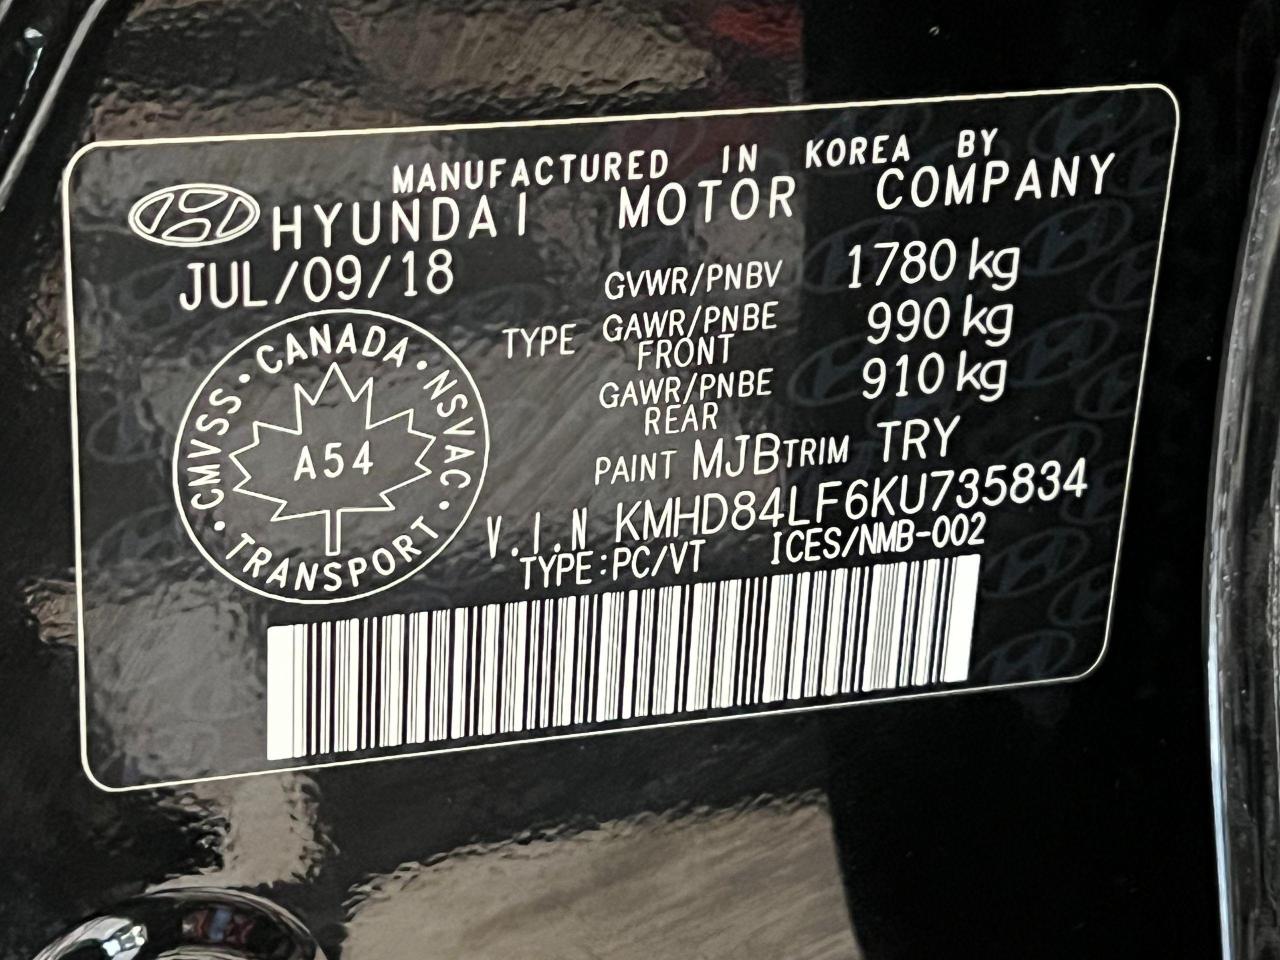 MANUFACTURED IN KOREA BY
HYUNDAI MOTOR COMPANY
JUL/09/18
GVWR/PNBV 1780 kg
TYPE GAWR/PNBE FRONT 990 kg
GAWR/PNBE REAR 910 kg
PAINT MJB TRIM TRY
V.I.N KMHD84LF6KU735834
TYPE:PC/VT ICES/NMB-002
CMVSS • CANADA • NSVAC • TRANSPORT •
A54